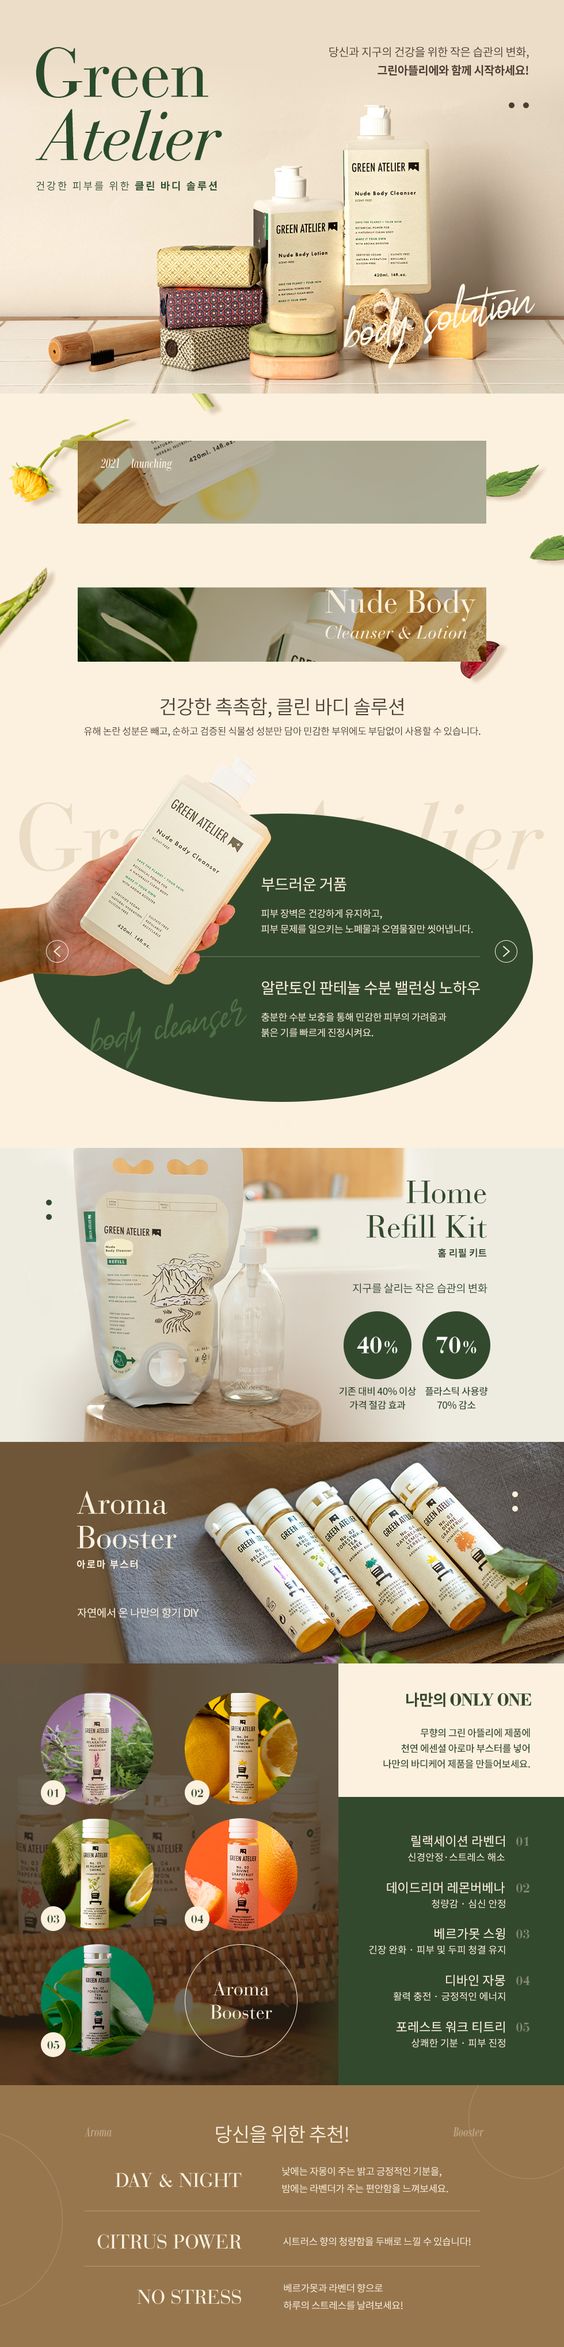 Green
Atelier
건강한 피부를 위한 클린 바디 솔루션
당신과 지구의 건강을 위한 작은 습관의 변화,
그린아뜰리에와 함께 시작하세요!
GREEN ATELIER
Nude Body Lotion
GREEN ATELIER
Nude Body Cleanser
SCENT-FREE
420ml. 14fl.oz.
body solution
2021 launching
420ml. 14fl.oz.
Nude Body
Cleanser & Lotion
건강한 촉촉함, 클린 바디 솔루션
유해 논란 성분은 빼고, 순하고 검증된 식물성 성분만 담아 민감한 부위에도 부담없이 사용할 수 있습니다.
GREEN ATELIER
Nude Body Cleanser
SCENT-FREE
420ml. 14fl.oz.
부드러운 거품
피부 장벽은 건강하게 유지하고,
피부 문제를 일으키는 노폐물과 오염물질만 씻어냅니다.
알란토인 판테놀 수분 밸런싱 노하우
충분한 수분 보충을 통해 민감한 피부의 가려움과
붉은 기를 빠르게 진정시켜요.
body cleanser
GREEN ATELIER
Nude
Body Cleanser
REFILL
Home
Refill Kit
홈 리필 키트
지구를 살리는 작은 습관의 변화
40% 70%
기존 대비 40% 이상
가격 절감 효과
플라스틱 사용량
70% 감소
Aroma
Booster
아로마 부스터
자연에서 온 나만의 향기 DIY
01
02
03
04
05
Aroma
Booster
나만의 ONLY ONE
무향의 그린 아뜰리에 제품에
천연 에센셜 아로마 부스터를 넣어
나만의 바디케어 제품을 만들어보세요.
릴랙세이션 라벤더 01
신경안정·스트레스 해소
데이드리머 레몬버베나 02
청량감 · 심신 안정
베르가못 스윙 03
긴장 완화 · 피부 및 두피 청결 유지
디바인 자몽 04
활력 충전 · 긍정적인 에너지
포레스트 워크 티트리 05
상쾌한 기분 · 피부 진정
Aroma
당신을 위한 추천!
Booster
DAY & NIGHT
낮에는 자몽이 주는 밝고 긍정적인 기분을,
밤에는 라벤더가 주는 편안함을 느껴보세요.
CITRUS POWER
시트러스 향의 청량함을 두배로 느낄 수 있습니다!
NO STRESS
베르가못과 라벤더 향으로
하루의 스트레스를 날려보세요!